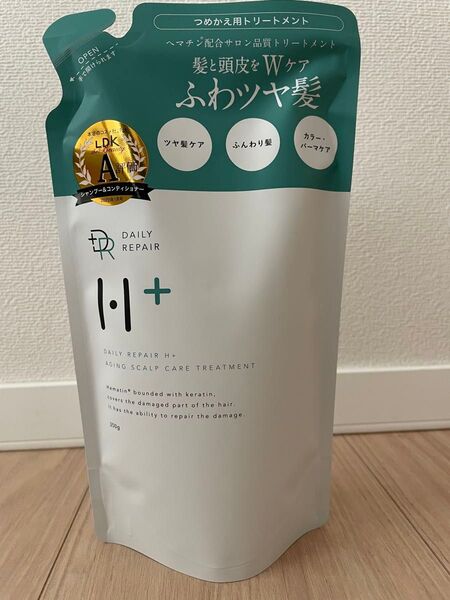 つめかえ用トリートメント
OPEN
ヘマチン配合サロン品質トリートメント
髪と頭皮をWケア
ふわツヤ髪
ツヤ髪ケア
ふんわり髪
カラー・
パーマケア
LDK
A評価
シャンプー&コンディショナー
DR
DAILY
REPAIR
H+
DAILY REPAIR H+
AGING SCALP CARE TREATMENT
Hematin® bounded with keratin,
covers the damaged part of the hair.
It has the ability to repair the damage.
350g